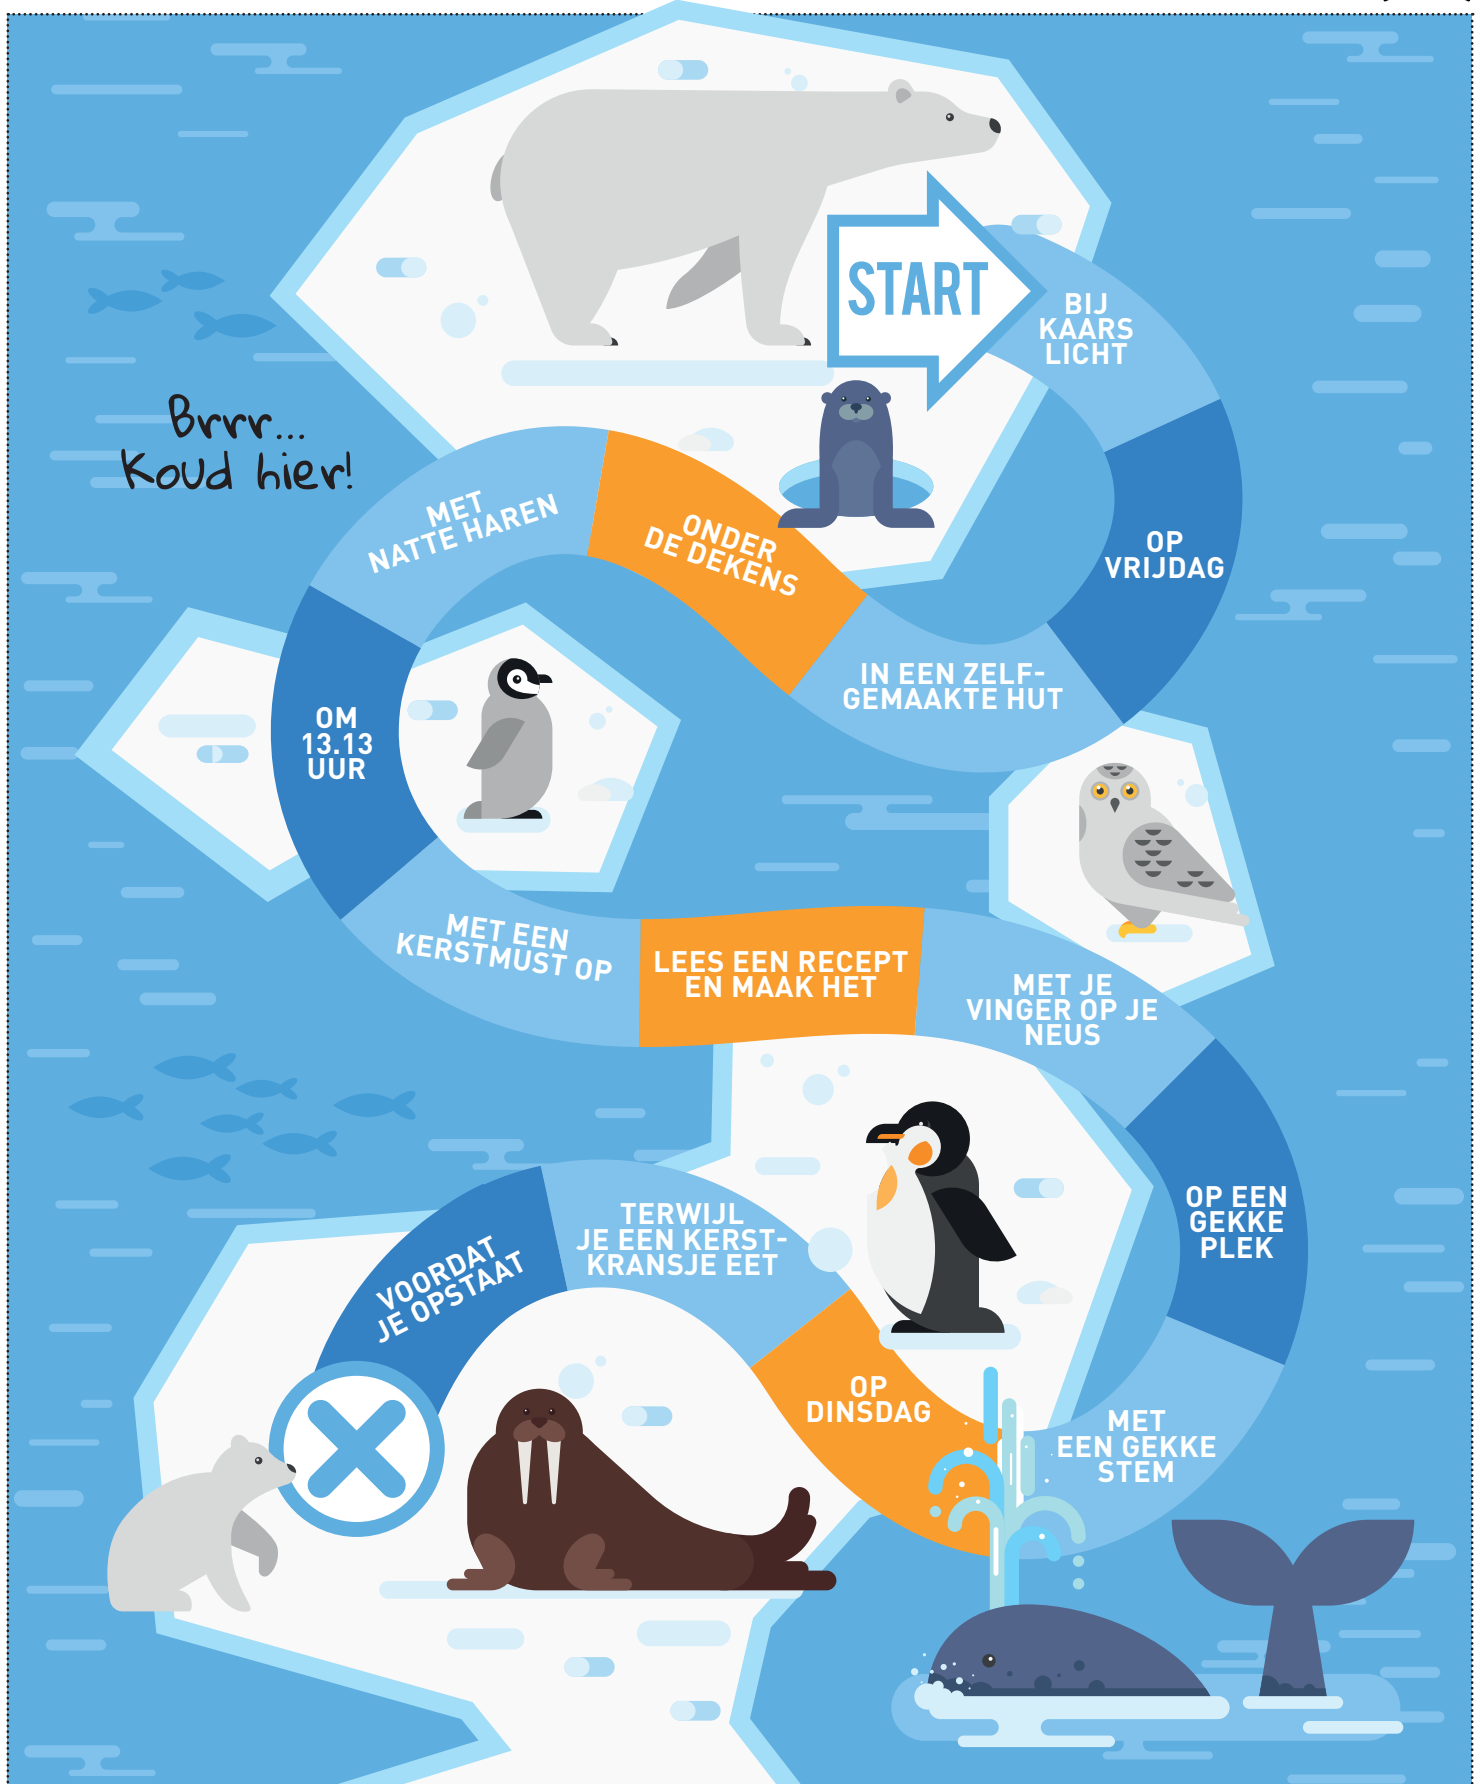 START
BIJ
KAARS
LICHT
OP
VRIJDAG
IN EEN ZELF-
GEMAAKTE HUT
ONDER
DE DEKENS
MET
NATTE HAREN
Brrr...
Koud hier!
OM
13.13
UUR
MET EEN
KERSTMUST OP
LEES EEN RECEPT
EN MAAK HET
MET JE
VINGER OP JE
NEUS
OP EEN
GEKKE
PLEK
MET
EEN GEKKE
STEM
OP
DINSDAG
TERWIJL
JE EEN KERST-
KRANSJE EET
VOORDAT
JE OPSTAAT